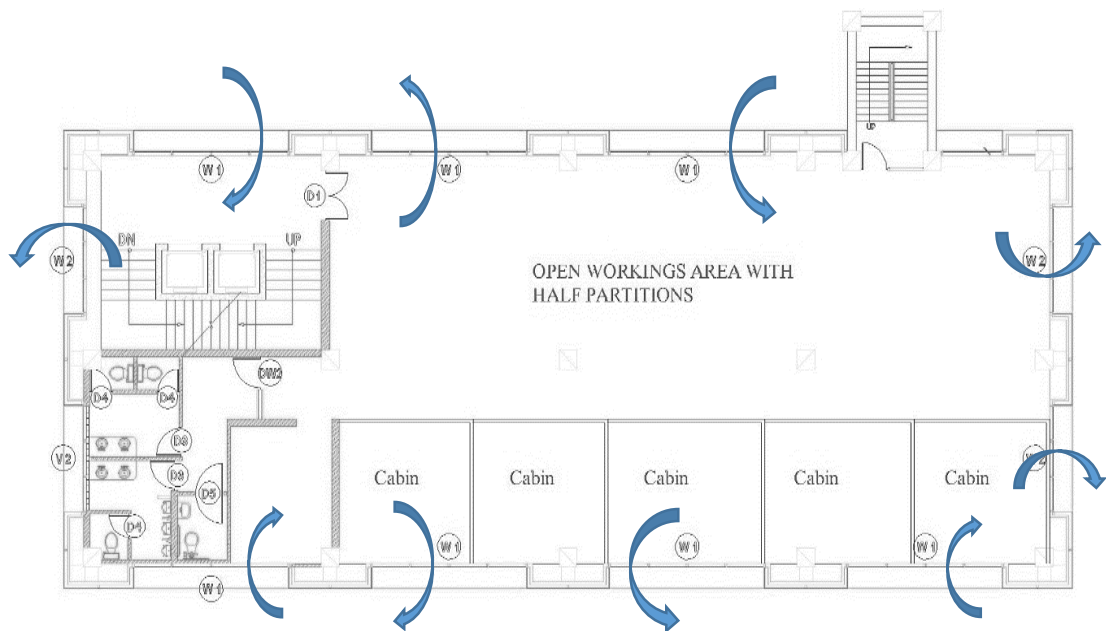 UP
W 1
W 1
W 1
D1
DN
UP
W 2
W 2
OPEN WORKINGS AREA WITH
HALF PARTITIONS
DW2
D4
D4
D3
V2
D3
W 2
Cabin
Cabin
Cabin
Cabin
Cabin
D5
D4
W 1
W 1
W 1
W 1